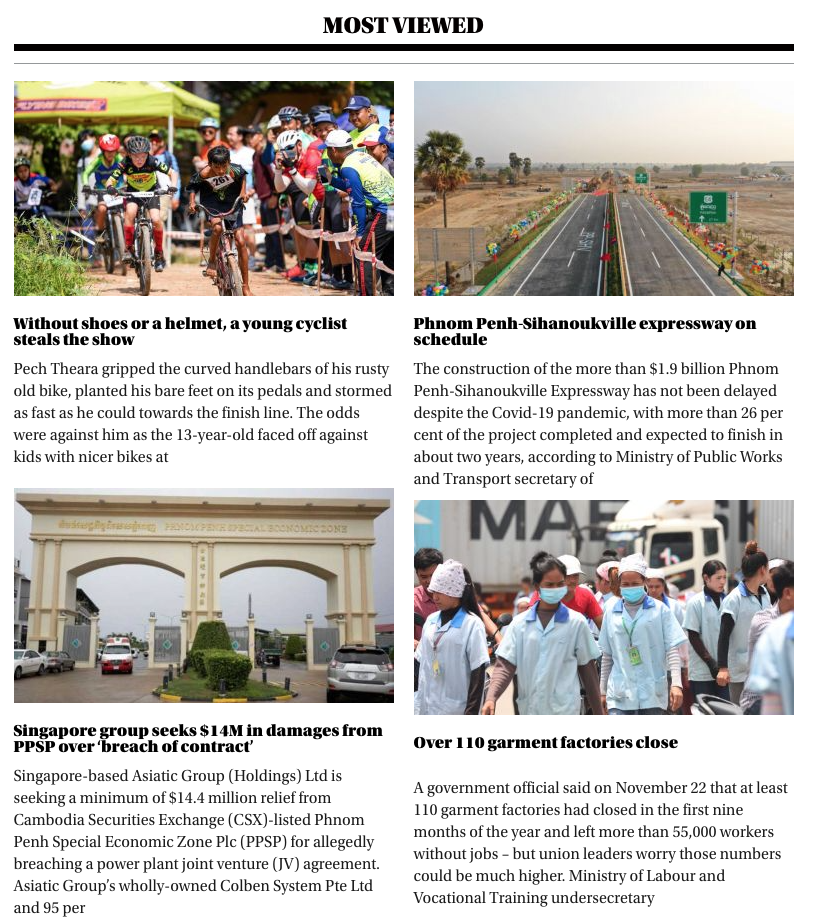 MOST VIEWED
261
Without shoes or a helmet, a young cyclist
steals the show
Pech Theara gripped the curved handlebars of his rusty
old bike, planted his bare feet on its pedals and stormed
as fast as he could towards the finish line. The odds
were against him as the 13-year-old faced off against
kids with nicer bikes at
Phnom Penh-Sihanoukville expressway on
schedule
The construction of the more than $1.9 billion Phnom
Penh-Sihanoukville Expressway has not been delayed
despite the Covid-19 pandemic, with more than 26 per
cent of the project completed and expected to finish in
about two years, according to Ministry of Public Works
and Transport secretary of
PHNOM PENH SPECIAL ECONOMIC ZONE
Singapore group seeks $14M in damages from
PPSP over ‘breach of contract’
Singapore-based Asiatic Group (Holdings) Ltd is
seeking a minimum of $14.4 million relief from
Cambodia Securities Exchange (CSX)-listed Phnom
Penh Special Economic Zone Plc (PPSP) for allegedly
breaching a power plant joint venture (JV) agreement.
Asiatic Group’s wholly-owned Colben System Pte Ltd
and 95 per
Over 110 garment factories close
A government official said on November 22 that at least
110 garment factories had closed in the first nine
months of the year and left more than 55,000 workers
without jobs – but union leaders worry those numbers
could be much higher. Ministry of Labour and
Vocational Training undersecretary